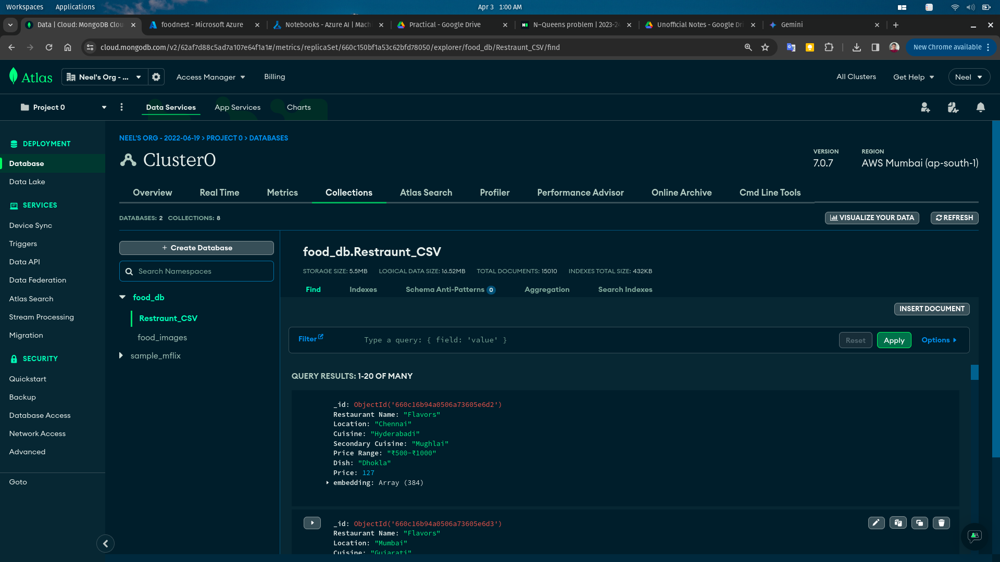 Workspaces Applications Apr 3 1:00 AM
Data | Cloud: MongoDB Clou foodnest - Microsoft Azure Notebooks - Azure AI | Mach Practical - Google Drive N-Queens problem | 2023-24 Unofficial Notes - Google Dri Gemini
cloud.mongodb.com/v2/62af7d88c5ad7a107e64f1a1#/metrics/replicaSet/660c150bf1a53c62bfd78050/explorer/food_db/Restraunt_CSV/find New Chrome available
Atlas Neel's Org - ... Access Manager Billing All Clusters Get Help Neel
Project 0 Data Services App Services Charts
DEPLOYMENT
Database
Data Lake
SERVICES
Device Sync
Triggers
Data API
Data Federation
Atlas Search
Stream Processing
Migration
SECURITY
Quickstart
Backup
Database Access
Network Access
Advanced
Goto
NEEL'S ORG - 2022-06-19 > PROJECT 0 > DATABASES
Cluster0
VERSION REGION
7.0.7 AWS Mumbai (ap-south-1)
Overview Real Time Metrics Collections Atlas Search Profiler Performance Advisor Online Archive Cmd Line Tools
DATABASES: 2 COLLECTIONS: 8 VISUALIZE YOUR DATA REFRESH
+ Create Database
Search Namespaces
food_db
Restraunt_CSV
food_images
sample_mflix
food_db.Restraunt_CSV
STORAGE SIZE: 5.5MB LOGICAL DATA SIZE: 16.52MB TOTAL DOCUMENTS: 15010 INDEXES TOTAL SIZE: 432KB
Find Indexes Schema Anti-Patterns 0 Aggregation Search Indexes
INSERT DOCUMENT
Filter Type a query: { field: 'value' } Reset Apply Options
QUERY RESULTS: 1-20 OF MANY
_id: ObjectId('660c16b94a0506a73605e6d2')
Restaurant Name: "Flavors"
Location: "Chennai"
Cuisine: "Hyderabadi"
Secondary Cuisine: "Mughlai"
Price Range: "₹500-₹1000"
Dish: "Dhokla"
Price: 127
embedding: Array (384)
_id: ObjectId('660c16b94a0506a73605e6d3')
Restaurant Name: "Flavors"
Location: "Mumbai"
Cuisine: "Gujarati"